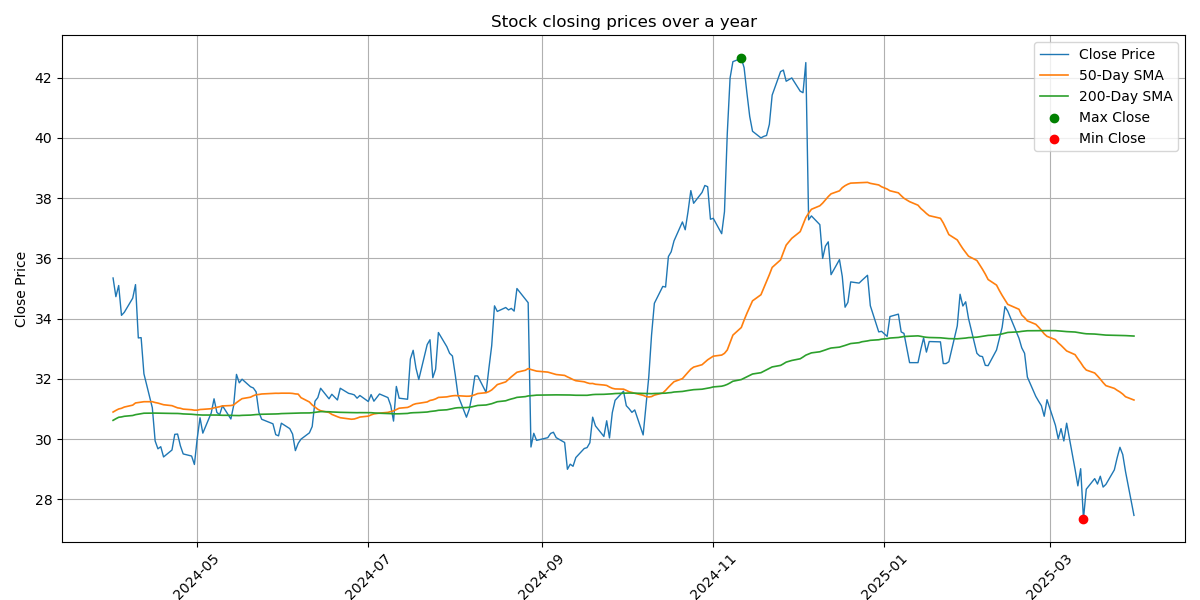 Stock closing prices over a year
Close Price
50-Day SMA
200-Day SMA
Max Close
Min Close
Close Price
42
40
38
36
34
32
30
28
2024-05
2024-07
2024-09
2024-11
2025-01
2025-03